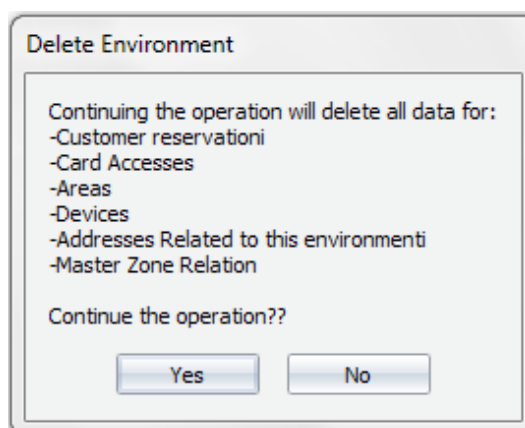 Delete Environment
Continuing the operation will delete all data for:
-Customer reservationi
-Card Accesses
-Areas
-Devices
-Addresses Related to this environmenti
-Master Zone Relation
Continue the operation??
Yes
No